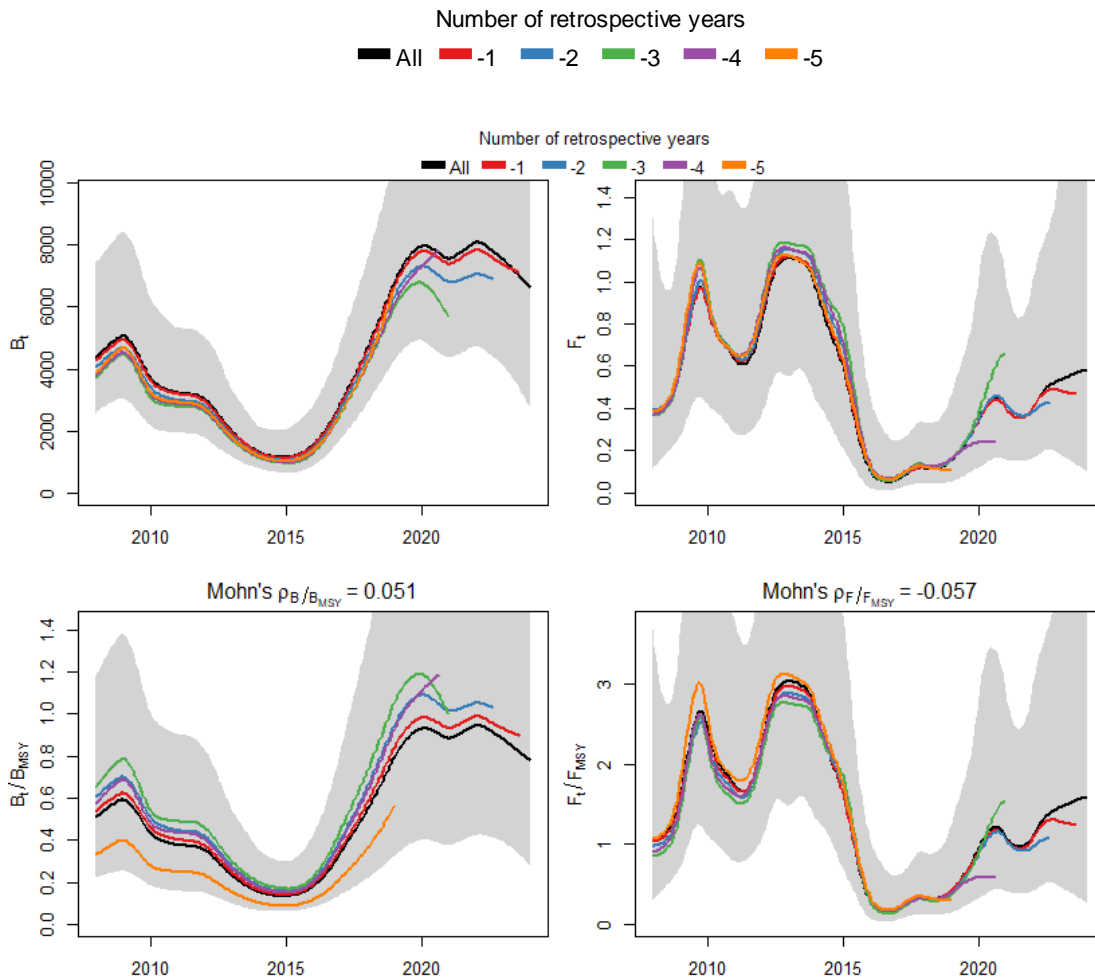 Number of retrospective years
All -1 -2 -3 -4 -5
Number of retrospective years
All -1 -2 -3 -4 -5
Bt
0 2000 4000 6000 8000 10000
2010 2015 2020
Ft
0.0 0.2 0.4 0.6 0.8 1.0 1.2 1.4
2010 2015 2020
Mohn's ρB/BMSY = 0.051
Bt/BMSY
0.0 0.2 0.4 0.6 0.8 1.0 1.2 1.4
2010 2015 2020
Mohn's ρF/FMSY = -0.057
Ft/FMSY
0 1 2 3
2010 2015 2020